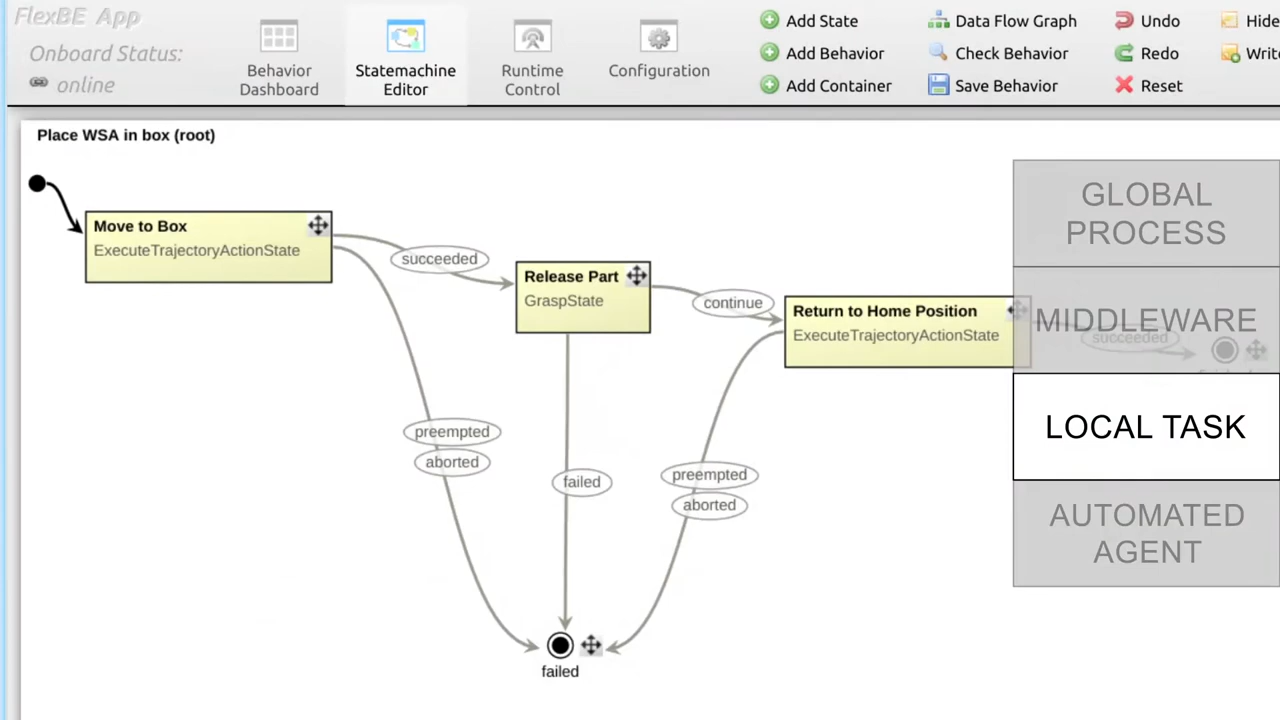 FlexBE App
Onboard Status:
online
Behavior
Dashboard
Statemachine
Editor
Runtime
Control
Configuration
Add State
Add Behavior
Add Container
Data Flow Graph
Check Behavior
Save Behavior
Undo
Redo
Reset
Hide
Write
Place WSA in box (root)
Move to Box
ExecuteTrajectoryActionState
succeeded
Release Part
GraspState
continue
Return to Home Position
ExecuteTrajectoryActionState
succeeded
preempted
aborted
failed
preempted
aborted
failed
GLOBAL
PROCESS
MIDDLEWARE
LOCAL TASK
AUTOMATED
AGENT